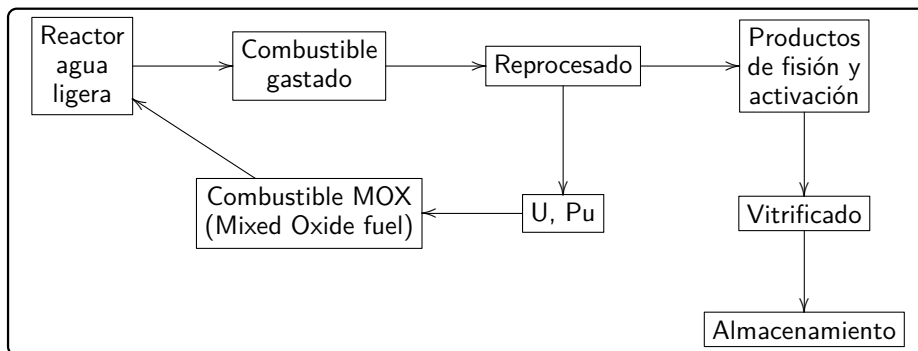 Reactor
agua
ligera
Combustible
gastado
Reprocesado
Productos
de fisión y
activación
Combustible MOX
(Mixed Oxide fuel)
U, Pu
Vitrificado
Almacenamiento